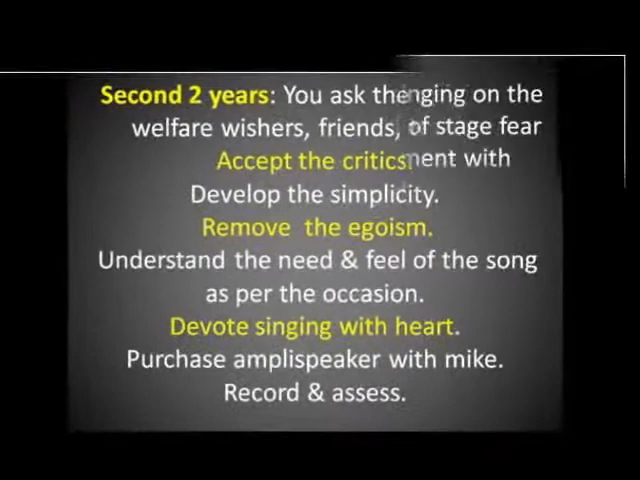 Second 2 years: You ask the nging on the
welfare wishers, friends, of stage fear
Accept the critics. ment with
Develop the simplicity.
Remove the egoism.
Understand the need & feel of the song
as per the occasion.
Devote singing with heart.
Purchase amplispeaker with mike.
Record & assess.